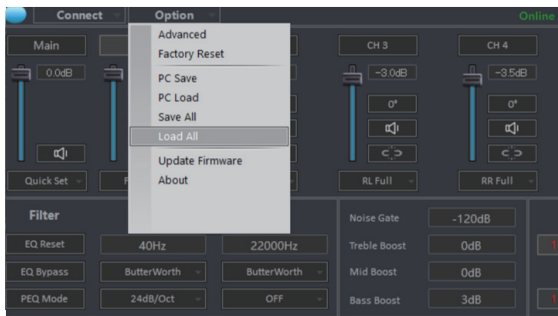 Connect Option Online
Main CH 3 CH 4
0.0dB -3.0dB -3.5dB
0° 0°
Quick Set RL Full RR Full
Advanced
Factory Reset
PC Save
PC Load
Save All
Load All
Update Firmware
About
Filter
EQ Reset 40Hz 22000Hz
EQ Bypass ButterWorth ButterWorth
PEQ Mode 24dB/Oct OFF
Noise Gate -120dB
Treble Boost 0dB
Mid Boost 0dB
Bass Boost 3dB